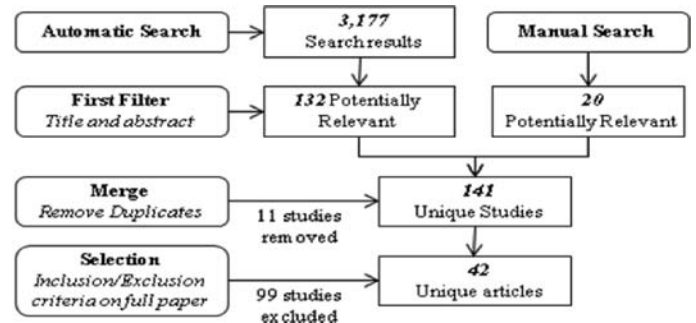 Automatic Search
3,177
Search results
Manual Search
First Filter
Title and abstract
132 Potentially
Relevant
20
Potentially Relevant
Merge
Remove Duplicates
11 studies
removed
141
Unique Studies
Selection
Inclusion/Exclusion
criteria on full paper
99 studies
excluded
42
Unique articles